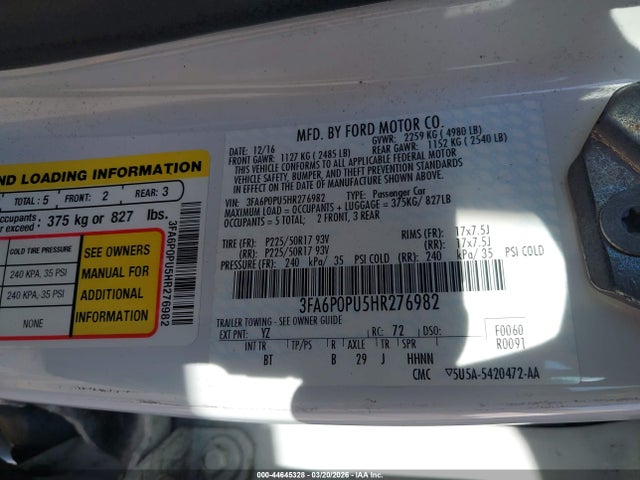 ND LOADING INFORMATION
TOTAL: 5 FRONT: 2 REAR: 3
occupants
exceed: 375 kg or 827 lbs.
COLD TIRE PRESSURE
240 KPA, 35 PSI
240 KPA, 35 PSI
NONE
SEE OWNERS
MANUAL FOR
ADDITIONAL
INFORMATION
3FA6P0PU5HR276982
MFD. BY FORD MOTOR CO.
DATE: 12/16 GVWR: 2259 KG ( 4980 LB)
FRONT GAWR: 1127 KG ( 2485 LB) REAR GAWR: 1152 KG ( 2540 LB)
THIS VEHICLE CONFORMS TO ALL APPLICABLE FEDERAL MOTOR
VEHICLE SAFETY, BUMPER, AND THEFT PREVENTION STANDARDS
IN EFFECT ON THE DATE OF MANUFACTURE SHOWN ABOVE.
VIN: 3FA6P0PU5HR276982 TYPE: Passenger Car
MAXIMUM LOAD = OCCUPANTS + LUGGAGE = 375KG/ 827LB
OCCUPANTS: 5 TOTAL: 2 FRONT, 3 REAR
TIRE (FR): P225/50R17 93V RIMS (FR): 17x7.5J
(RR): P225/50R17 93V (RR): 17x7.5J
PRESSURE (FR): 240 kPa/ 35 PSI COLD (RR): 240 kPa/ 35 PSI COLD
3FA6P0PU5HR276982
TRAILER TOWING - SEE OWNER GUIDE
EXT PNT: YZ RC: 72 DSO: F0060
R0091
INT TR TP/PS R AXLE TR SPR
BT B 29 J HHNN
CMC 5U5A-5420472-AA
000-44645328 - 03/20/2026 - IAA Inc.